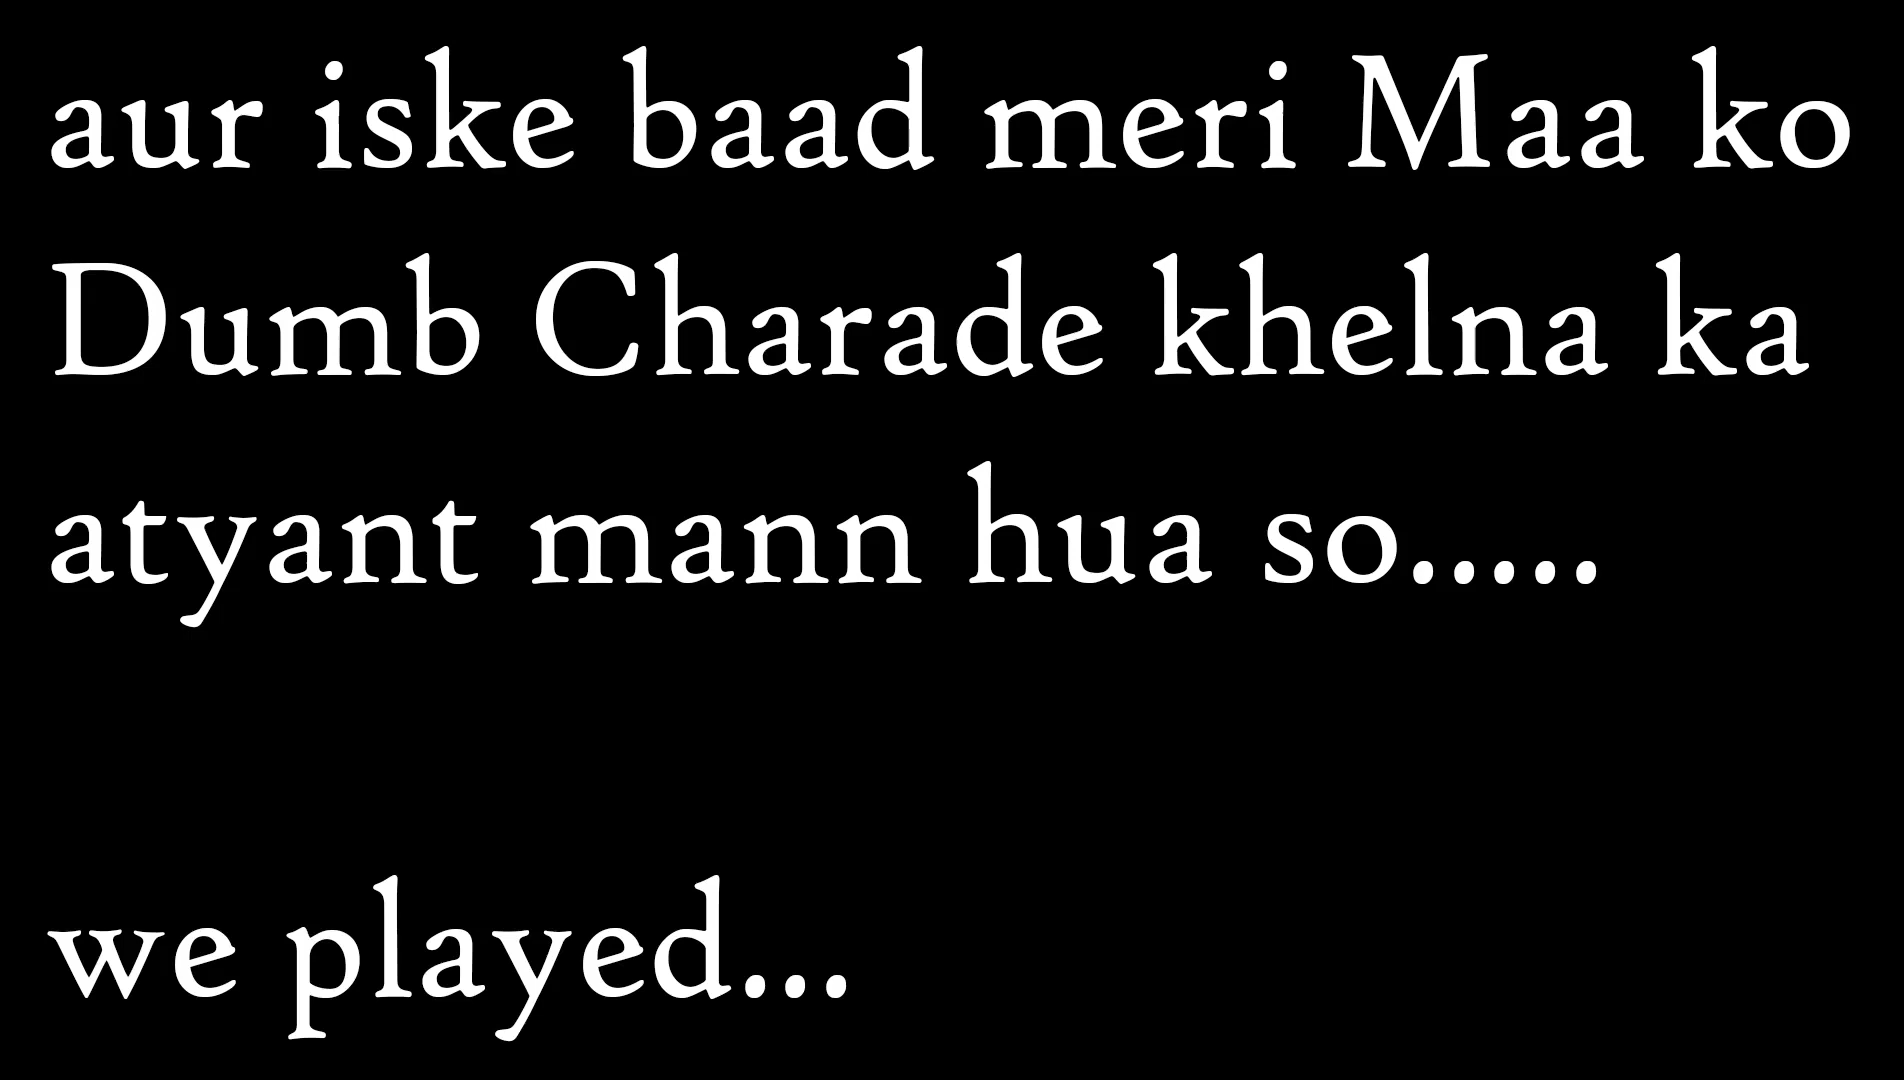 aur iske baad meri Maa ko
Dumb Charade khelna ka
atyant mann hua so.....
we played...